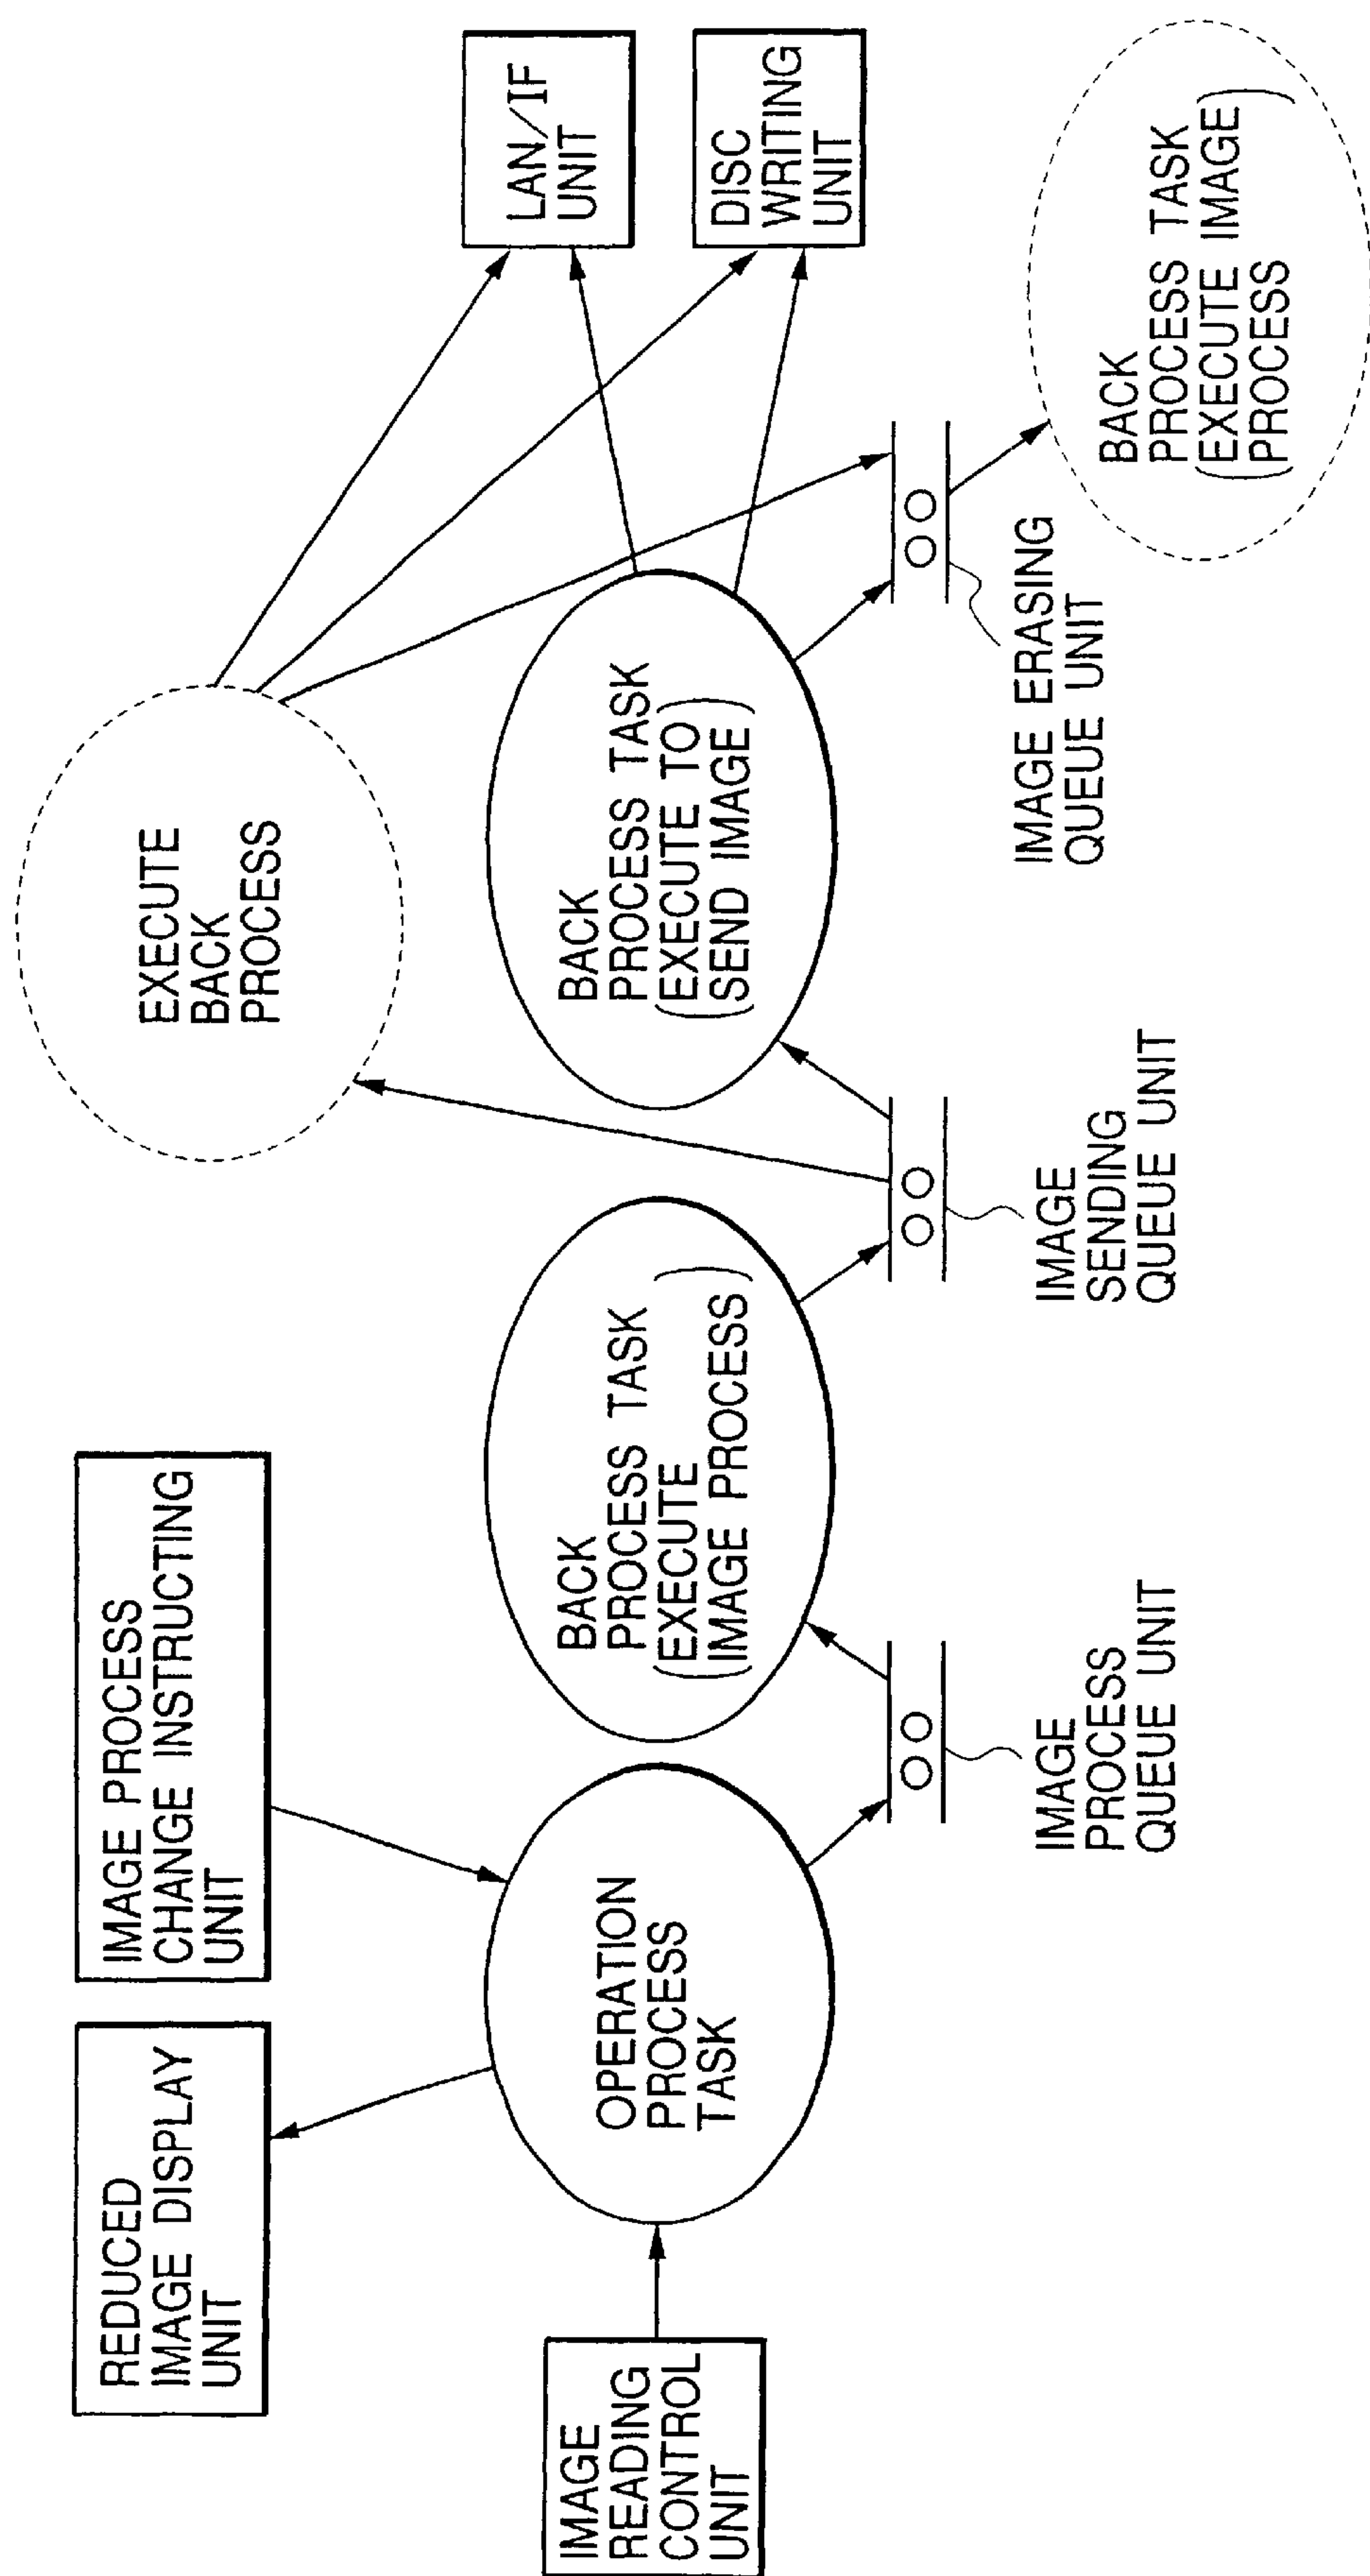 REDUCED
IMAGE DISPLAY
UNIT
IMAGE PROCESS
CHANGE INSTRUCTING
UNIT
EXECUTE
BACK
PROCESS
LAN/IF
UNIT
DISC
WRITING
UNIT
IMAGE
READING
CONTROL
UNIT
OPERATION
PROCESS
TASK
BACK
PROCESS TASK
(EXECUTE
IMAGE PROCESS)
BACK
PROCESS TASK
(EXECUTE TO
SEND IMAGE)
BACK
PROCESS TASK
(EXECUTE IMAGE
PROCESS)
IMAGE
PROCESS
QUEUE UNIT
IMAGE
SENDING
QUEUE UNIT
IMAGE ERASING
QUEUE UNIT